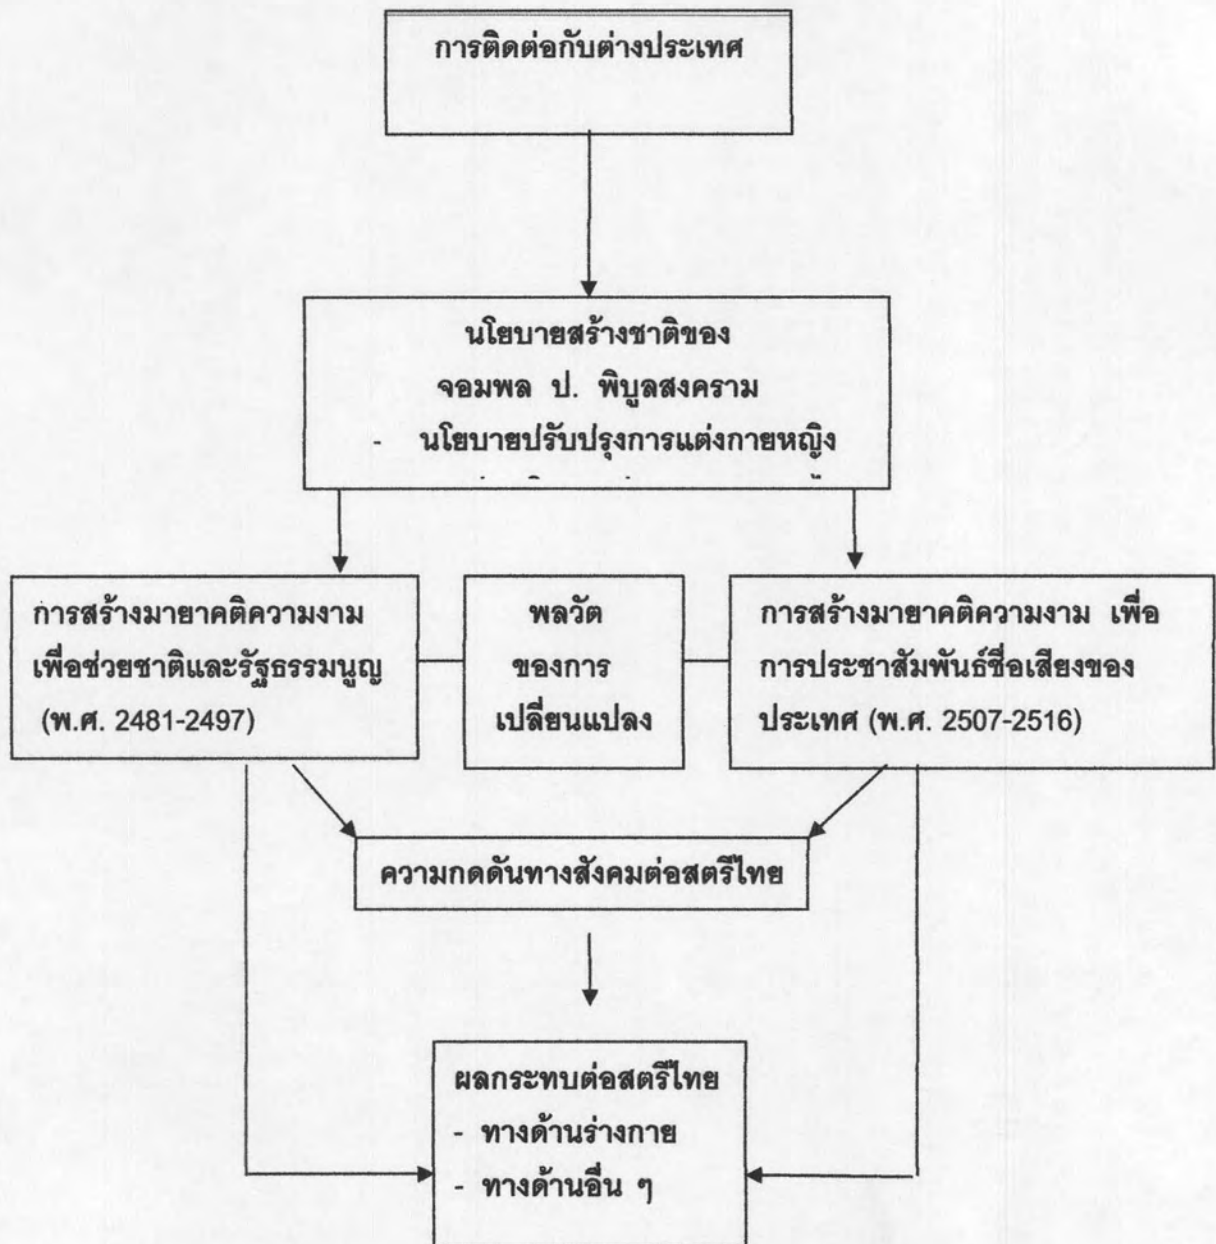 การติดต่อกับต่างประเทศ
นโยบายสร้างชาติของ
จอมพล ป. พิบูลสงคราม
- นโยบายปรับปรุงการแต่งกายหญิง
การสร้างมายาคติความงาม
เพื่อช่วยชาติและรัฐธรรมนูญ
(พ.ศ. 2481-2497)
พลวัต
ของการ
เปลี่ยนแปลง
การสร้างมายาคติความงาม เพื่อ
การประชาสัมพันธ์ชื่อเสียงของ
ประเทศ (พ.ศ. 2507-2516)
ความกดดันทางสังคมต่อสตรีไทย
ผลกระทบต่อสตรีไทย
- ทางด้านร่างกาย
- ทางด้านอื่น ๆ